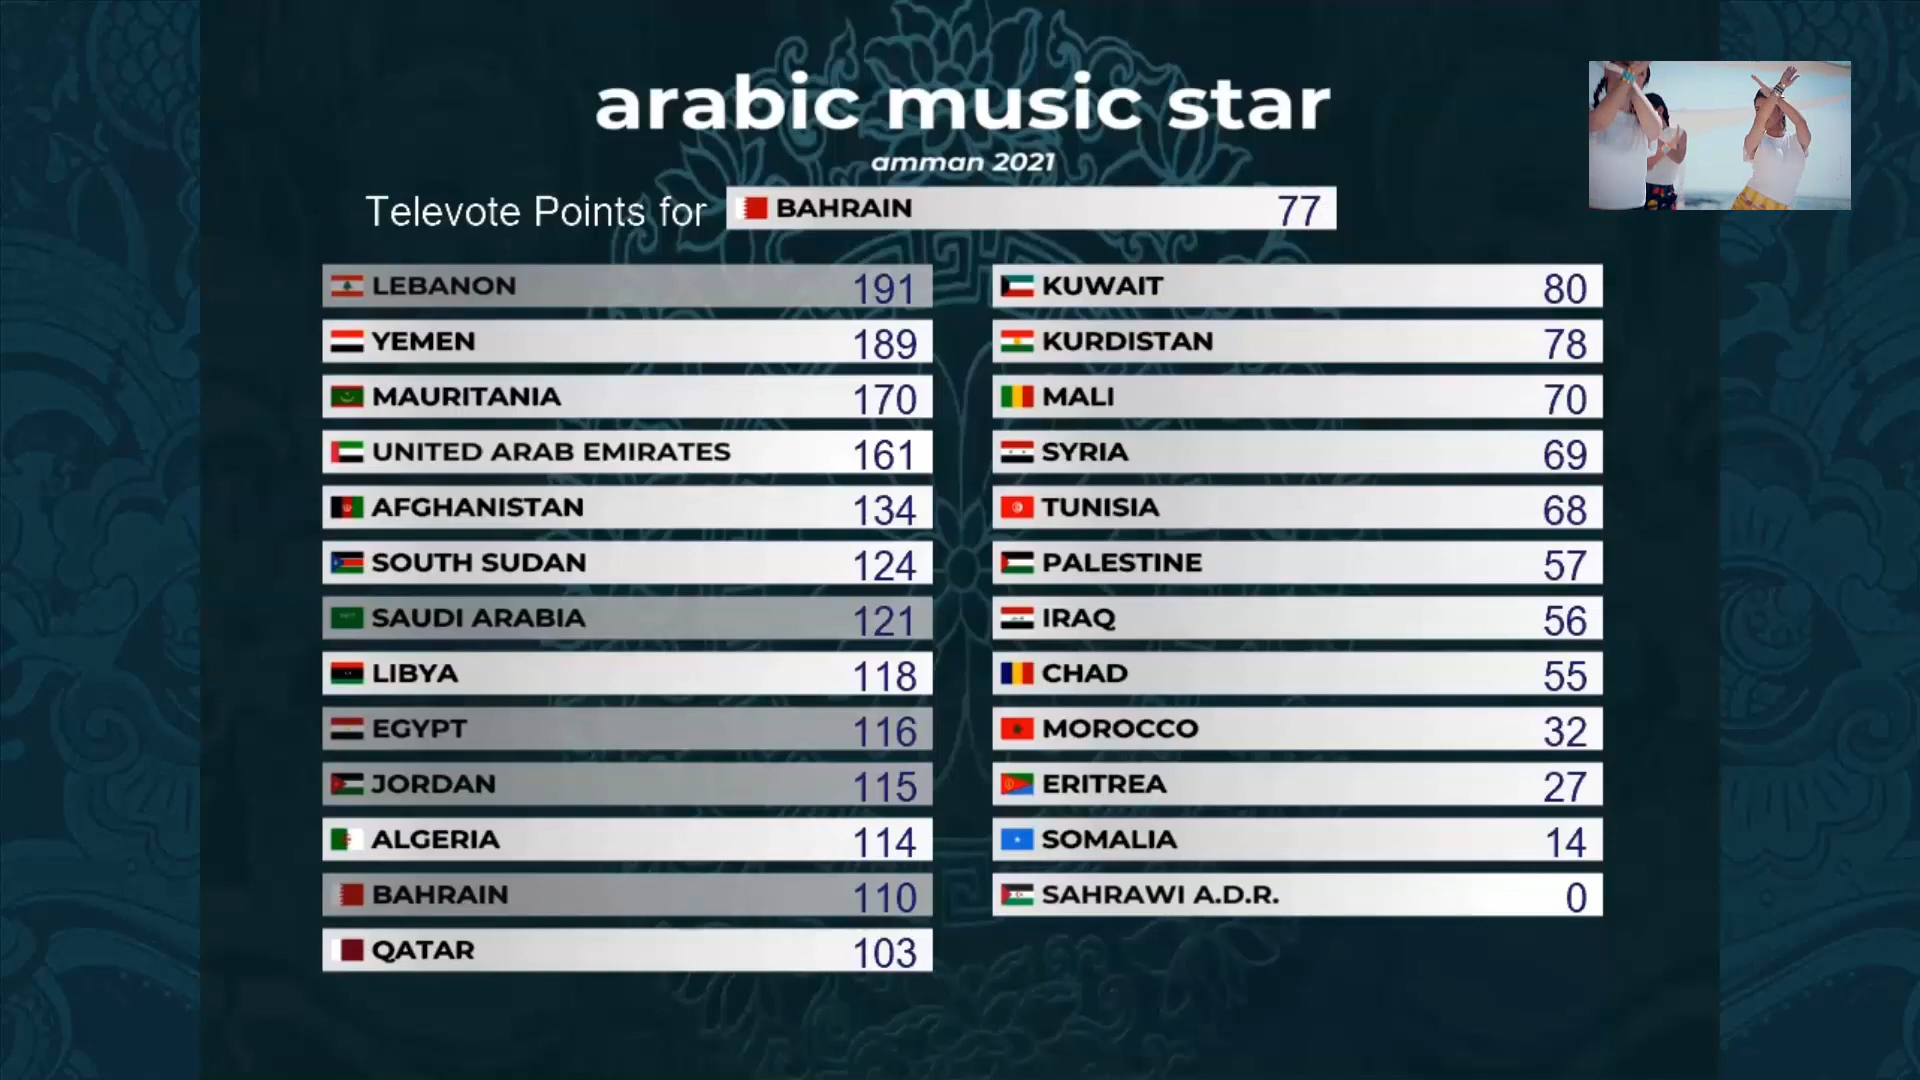 arabic music star
amman 2021
Televote Points for BAHRAIN 77
LEBANON 191
YEMEN 189
MAURITANIA 170
UNITED ARAB EMIRATES 161
AFGHANISTAN 134
SOUTH SUDAN 124
SAUDI ARABIA 121
LIBYA 118
EGYPT 116
JORDAN 115
ALGERIA 114
BAHRAIN 110
QATAR 103
KUWAIT 80
KURDISTAN 78
MALI 70
SYRIA 69
TUNISIA 68
PALESTINE 57
IRAQ 56
CHAD 55
MOROCCO 32
ERITREA 27
SOMALIA 14
SAHRAWI A.D.R. 0